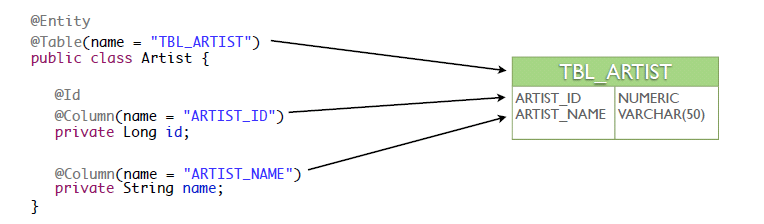 @Entity
@Table(name = "TBL_ARTIST")
public class Artist {
@Id
@Column(name = "ARTIST_ID")
private Long id;
@Column(name = "ARTIST_NAME")
private String name;
}
TBL_ARTIST
ARTIST_ID NUMERIC
ARTIST_NAME VARCHAR(50)